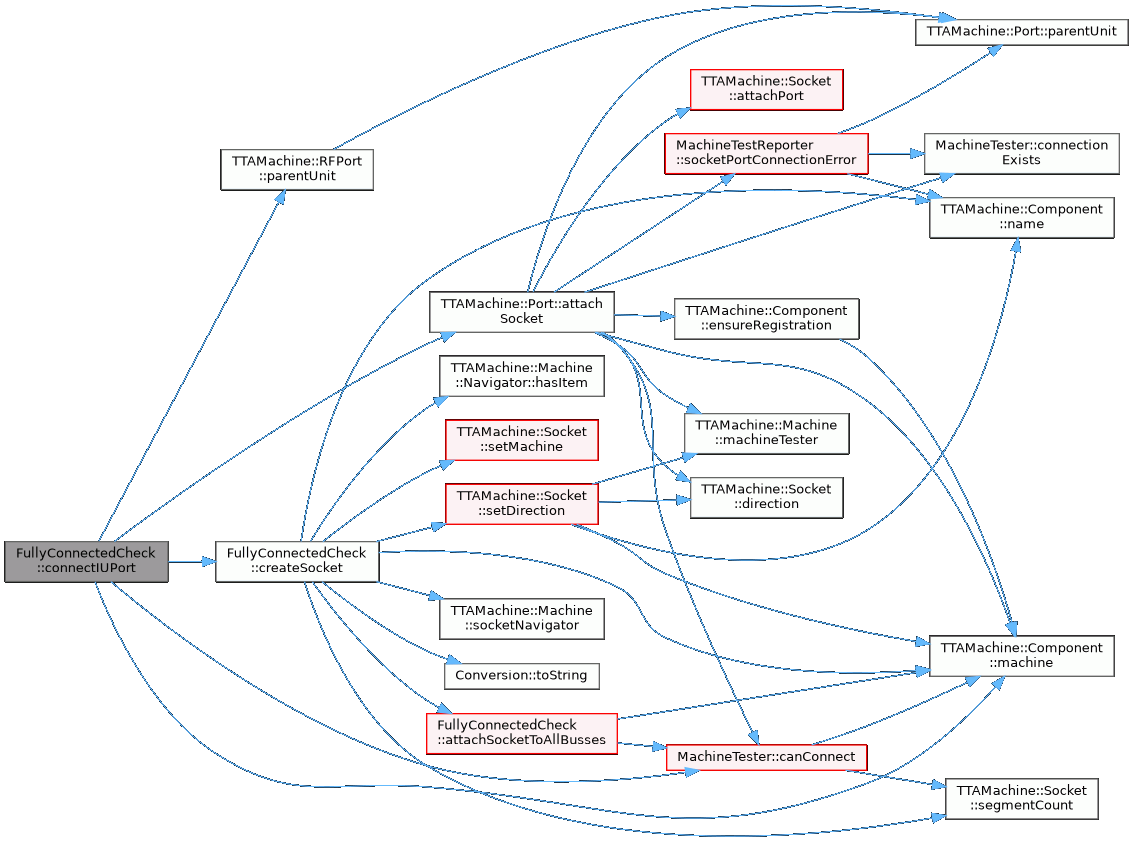 TTAMachine::Port::parentUnit
TTAMachine::Socket
::attachPort
MachineTestReporter
::socketPortConnectionError
MachineTester::connection
Exists
TTAMachine::RFPort
::parentUnit
TTAMachine::Component
::name
TTAMachine::Port::attach
Socket
TTAMachine::Component
::ensureRegistration
TTAMachine::Machine
::Navigator::hasItem
TTAMachine::Machine
::machineTester
TTAMachine::Socket
::setMachine
TTAMachine::Socket
::setDirection
TTAMachine::Socket
::direction
FullyConnectedCheck
::connectIUPort
FullyConnectedCheck
::createSocket
TTAMachine::Machine
::socketNavigator
TTAMachine::Component
::machine
Conversion::toString
FullyConnectedCheck
::attachSocketToAllBusses
MachineTester::canConnect
TTAMachine::Socket
::segmentCount